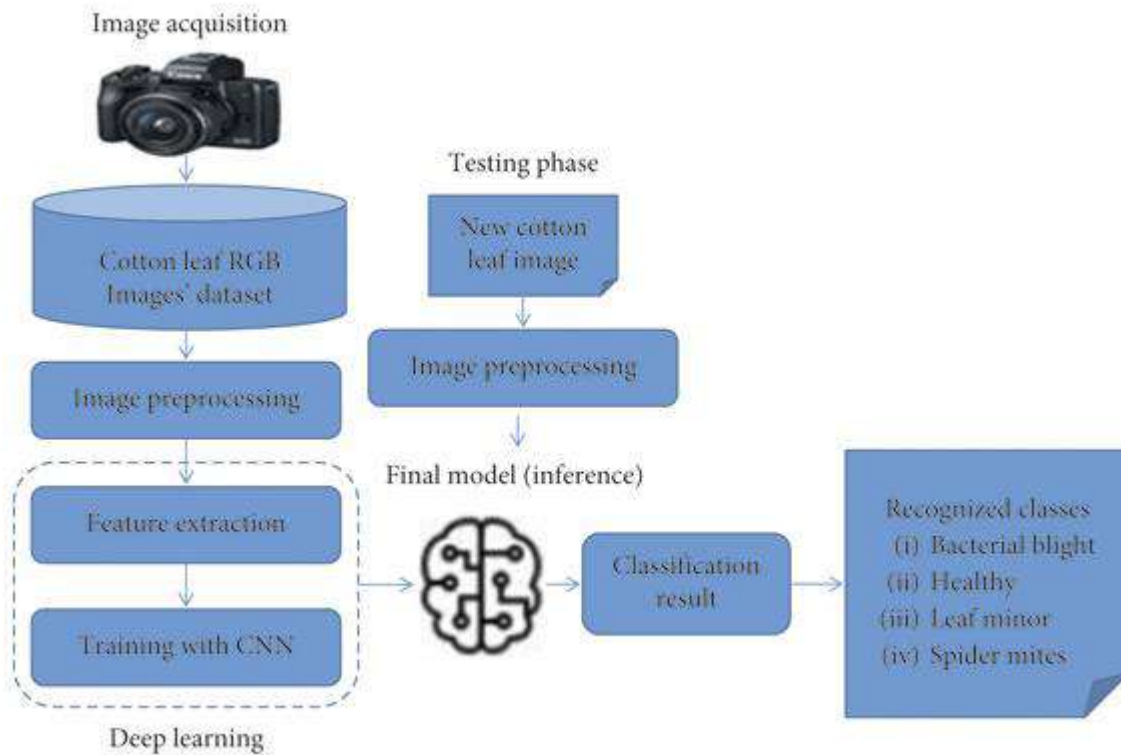 Image acquisition
Canon
Cotton leaf RGB
Images' dataset
Image preprocessing
Feature extraction
Training with CNN
Deep learning
Testing phase
New cotton
leaf image
Image preprocessing
Final model (inference)
Classification
result
Recognized classes
(i) Bacterial blight
(ii) Healthy
(iii) Leaf minor
(iv) Spider mites